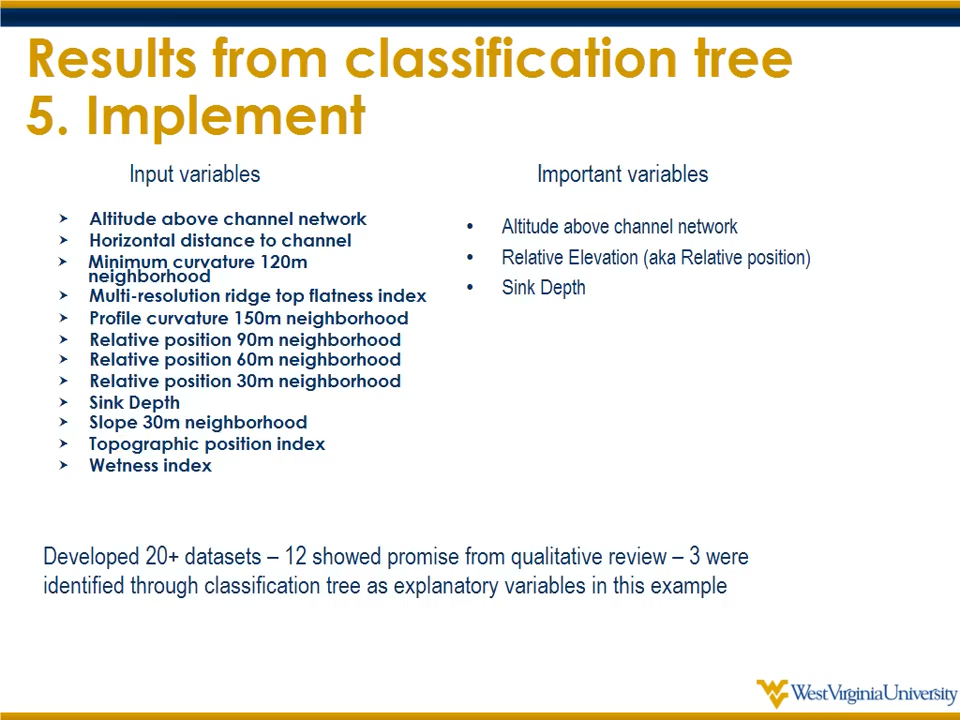 Results from classification tree
5. Implement
Input variables
Altitude above channel network
Horizontal distance to channel
Minimum curvature 120m
neighborhood
Multi-resolution ridge top flatness index
Profile curvature 150m neighborhood
Relative position 90m neighborhood
Relative position 60m neighborhood
Relative position 30m neighborhood
Sink Depth
Slope 30m neighborhood
Topographic position index
Wetness index
Important variables
Altitude above channel network
Relative Elevation (aka Relative position)
Sink Depth
Developed 20+ datasets – 12 showed promise from qualitative review – 3 were
identified through classification tree as explanatory variables in this example
West Virginia University